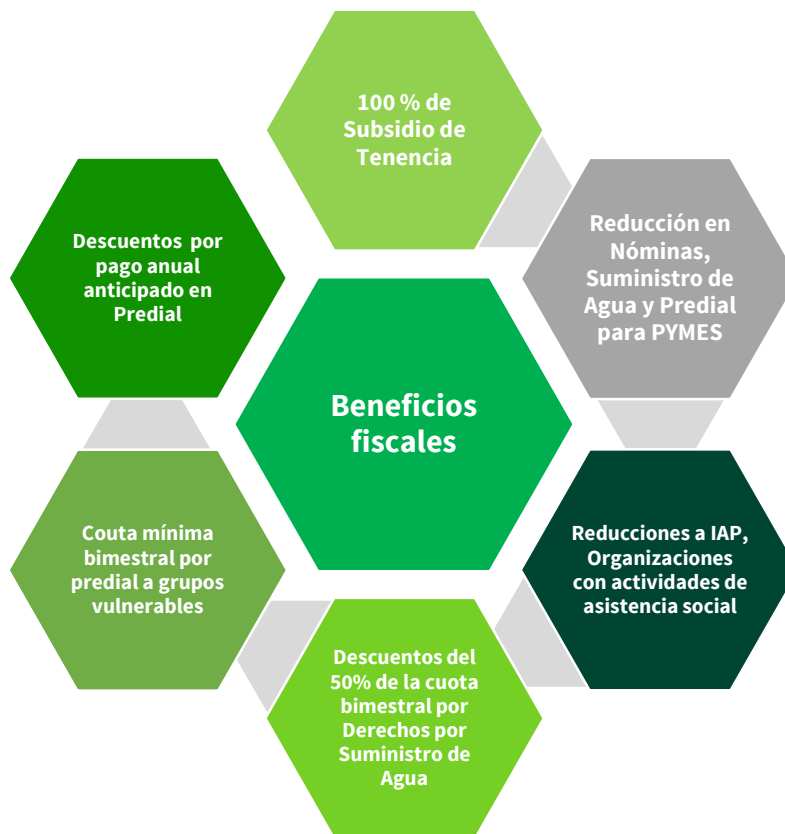 100 % de
Subsidio de
Tenencia
Reducción en
Nóminas,
Suministro de
Agua y Predial
para PYMES
Descuentos por
pago anual
anticipado en
Predial
Beneficios
fiscales
Couta mínima
bimestral por
predial a grupos
vulnerables
Reducciones a IAP,
Organizaciones
con actividades de
asistencia social
Descuentos del
50% de la cuota
bimestral por
Derechos por
Suministro de
Agua